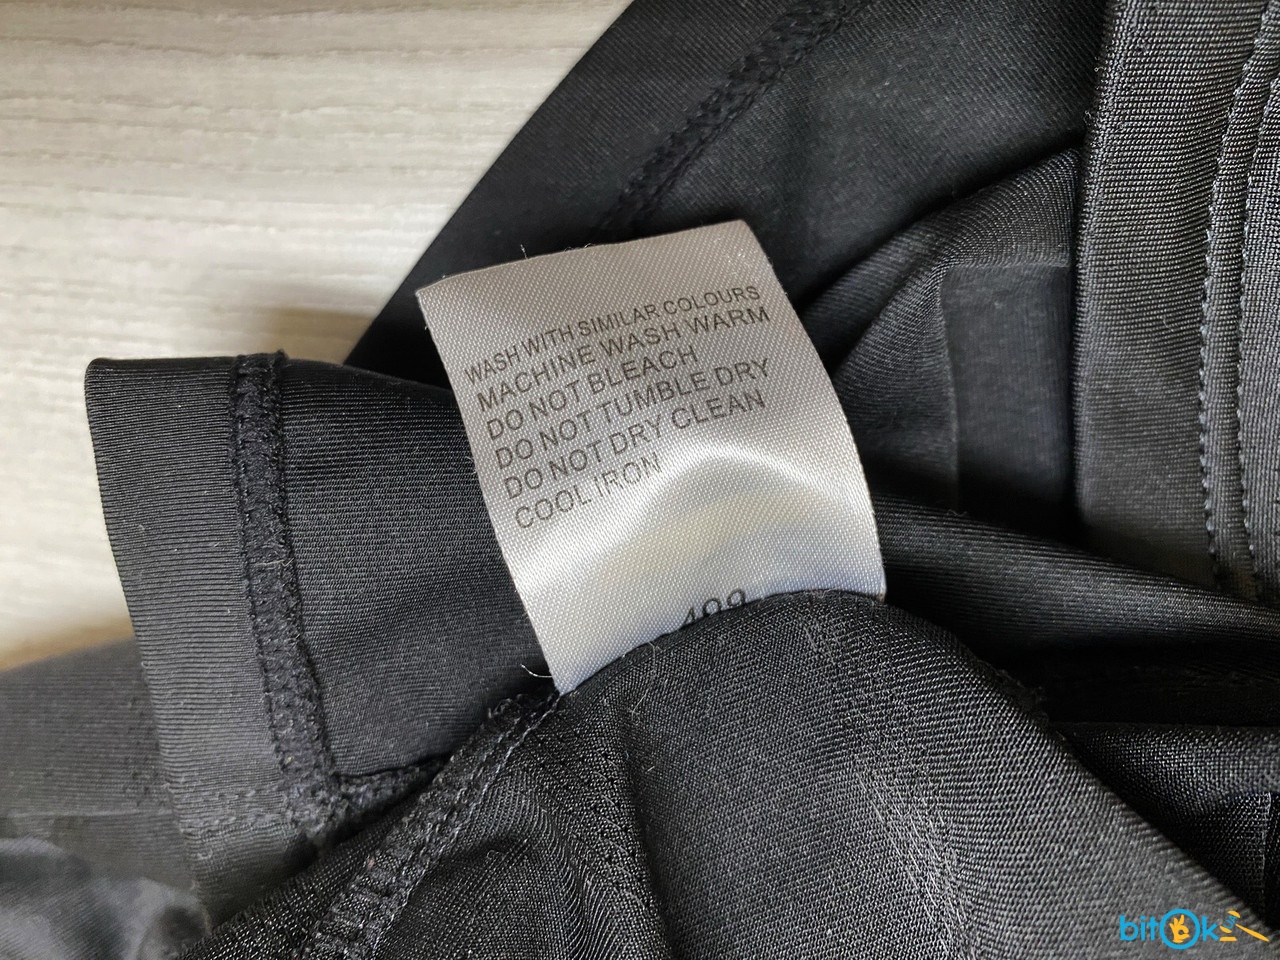 WASH WITH SIMILAR COLOURS
MACHINE WASH WARM
DO NOT BLEACH
DO NOT TUMBLE DRY
DO NOT DRY CLEAN
COOL IRON
bitOk